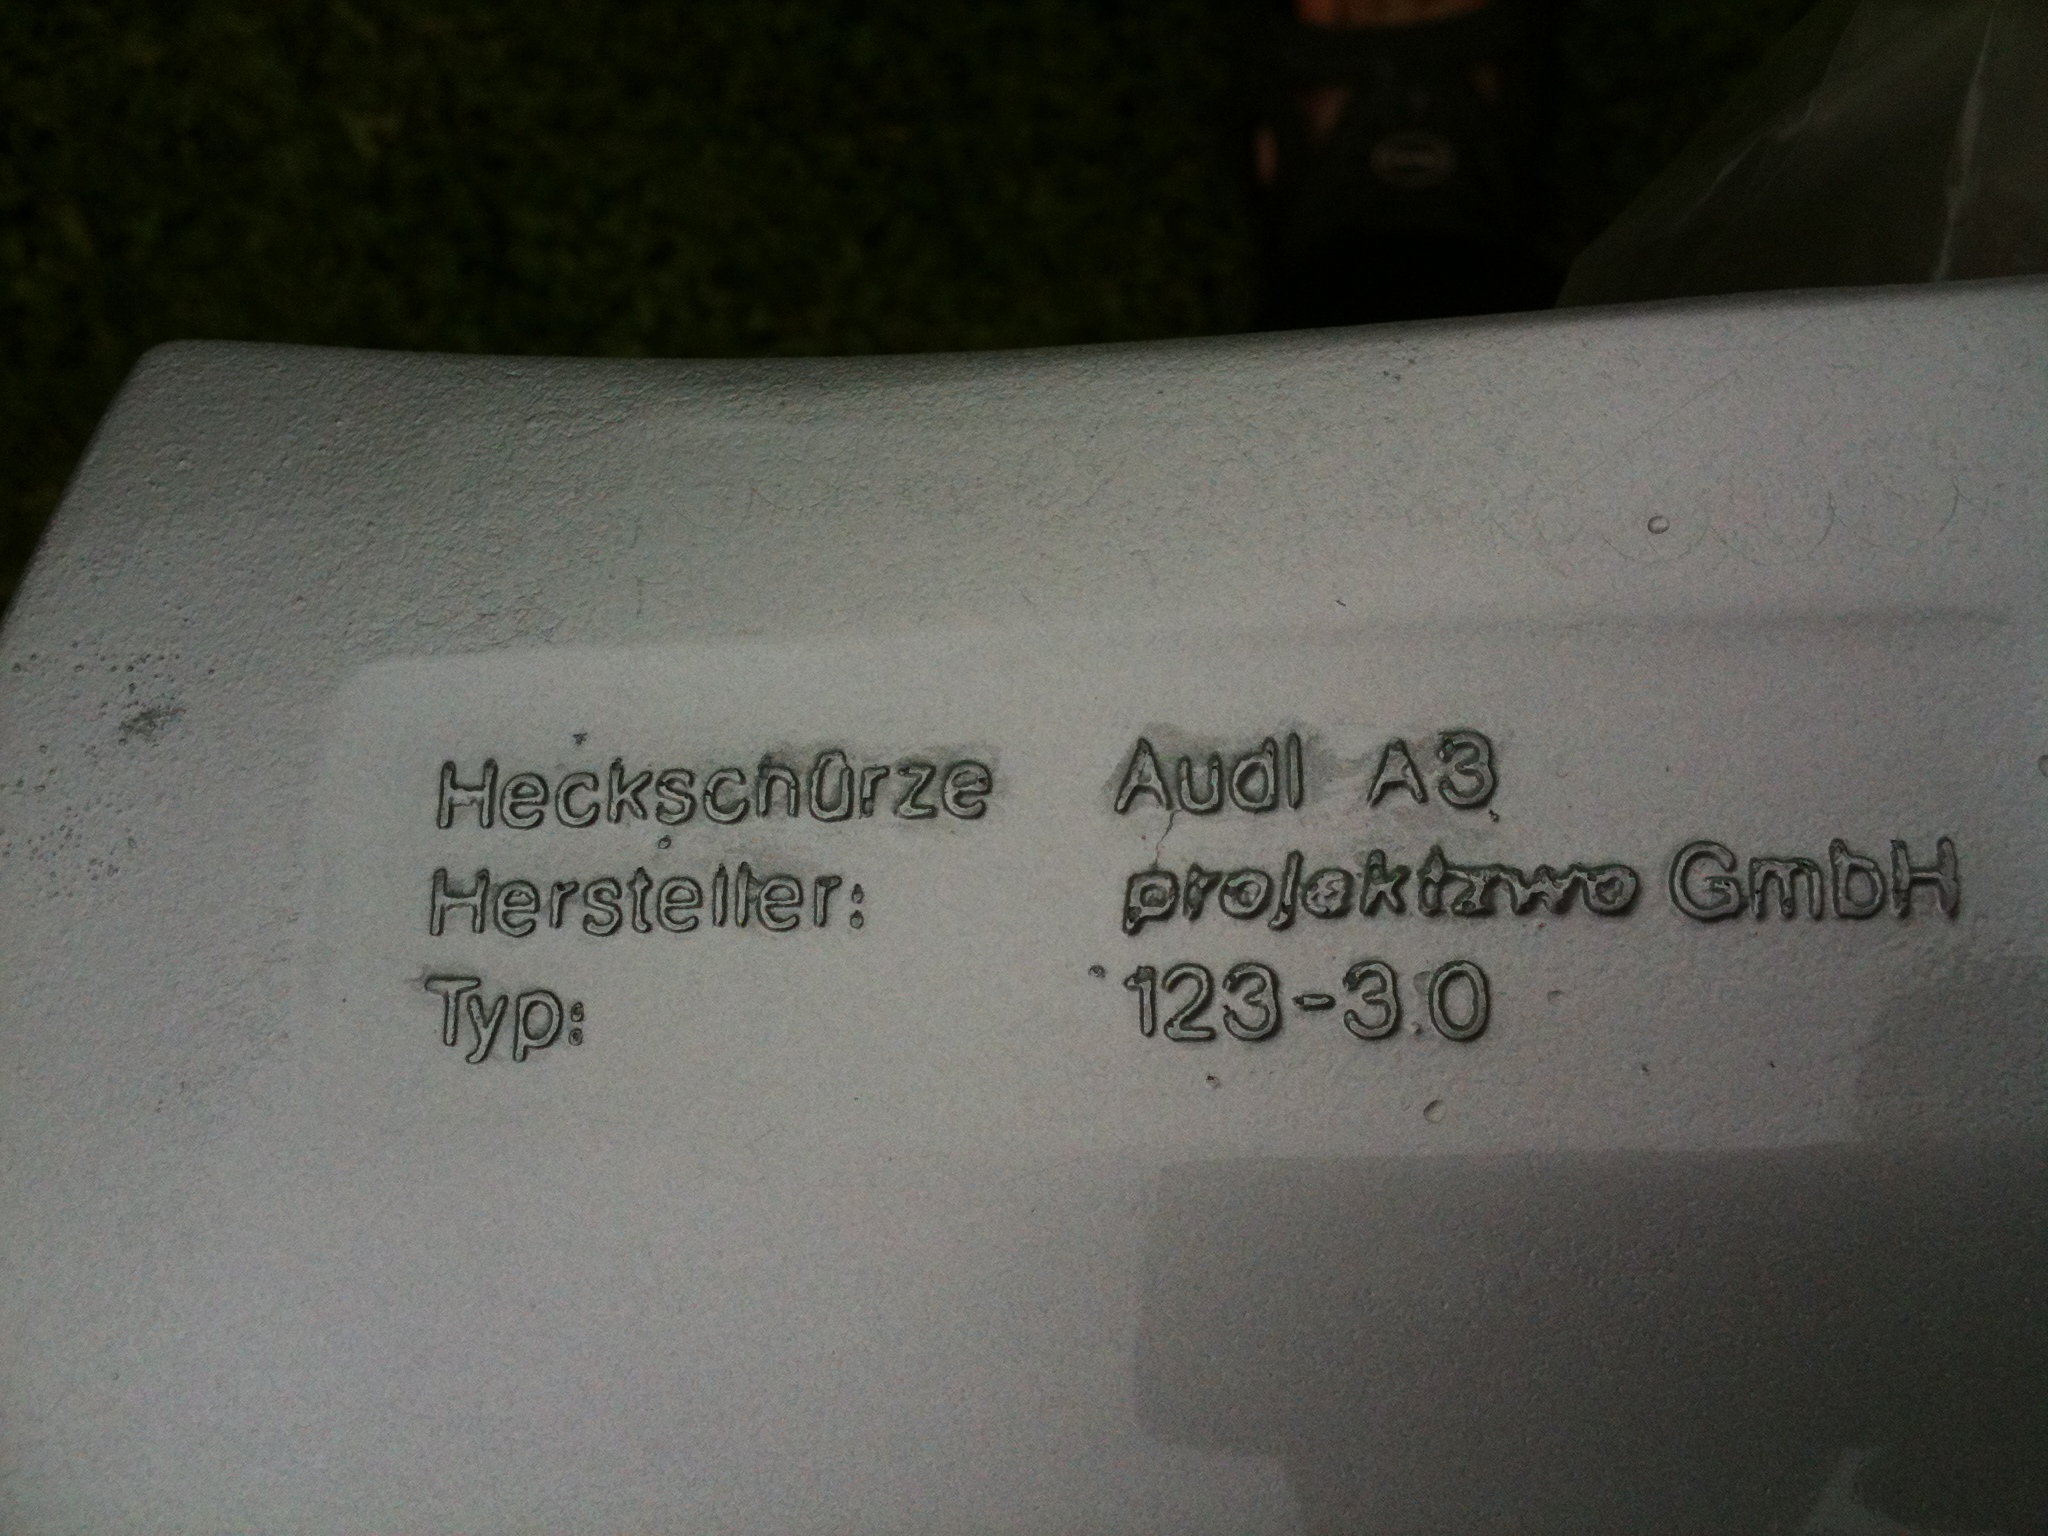 Heckschürze Audi A3
Hersteller: projektzwo GmbH
Typ: 123-3.0